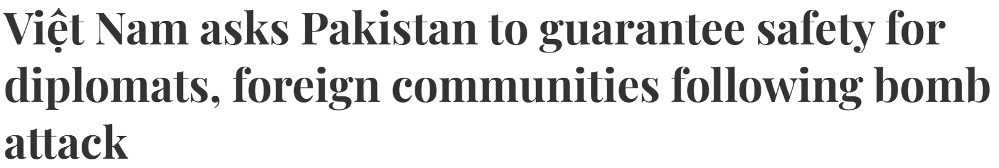 Việt Nam asks Pakistan to guarantee safety for
diplomats, foreign communities following bomb
attack